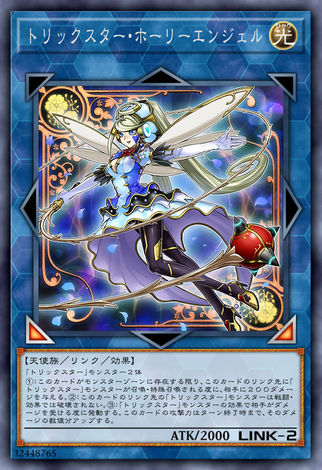 トリックスター・ホーリーエンジェル
光
【天使族／リンク／効果】
「トリックスター」モンスター２体
①：このカードがモンスターゾーンに存在する限り、このカードのリンク先に「
トリックスター」モンスターが召喚・特殊召喚される度に、相手に２００ダメー
ジを与える。②：このカードのリンク先の「トリックスター」モンスターは戦闘・
効果では破壊されない。③：「トリックスター」モンスターの効果で相手がダメ
ージを受ける度に発動する。このカードの攻撃力はターン終了時まで、そのダメ
ージの数値分アップする。
ATK/2000 LINK-2
32448765